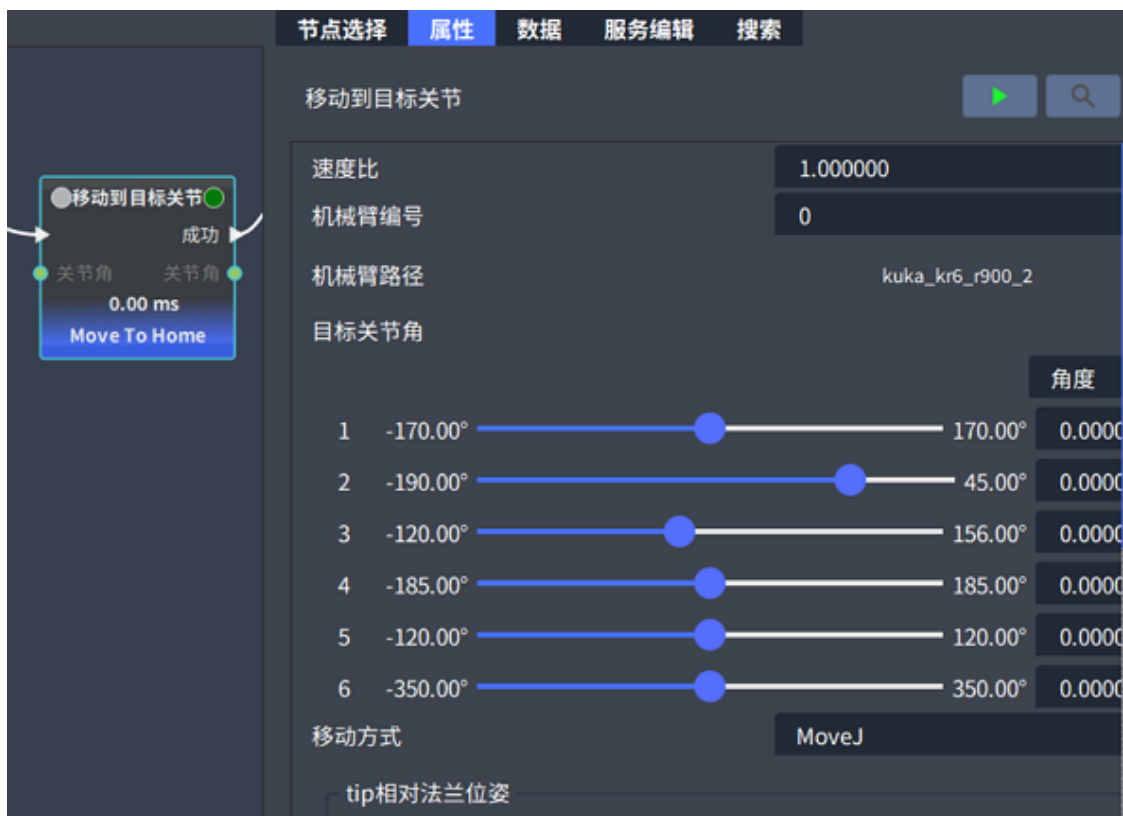 节点选择 属性 数据 服务编辑 搜索
移动到目标关节
移动到目标关节
成功
关节角 关节角
0.00 ms
Move To Home
速度比 1.000000
机械臂编号 0
机械臂路径 kuka_kr6_r900_2
目标关节角
角度
1 -170.00° 170.00° 0.0000
2 -190.00° 45.00° 0.0000
3 -120.00° 156.00° 0.0000
4 -185.00° 185.00° 0.0000
5 -120.00° 120.00° 0.0000
6 -350.00° 350.00° 0.0000
移动方式 MoveJ
tip相对法兰位姿